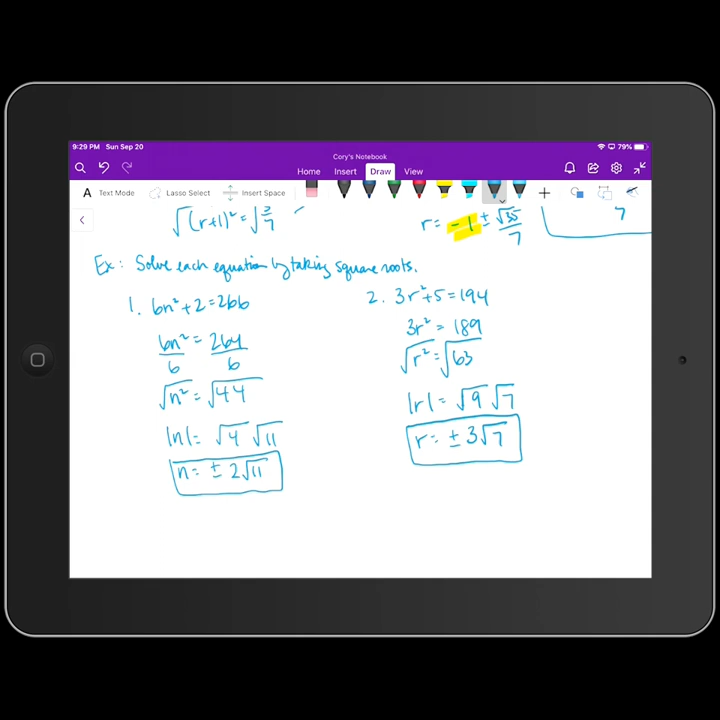 9:29 PM Sun Sep 20
79%
Cory's Notebook
Home Insert Draw View
A Text Mode Lasso Select Insert Space
√(r+1)² = √3/7
r = -1 ± √35/7
7
Ex: Solve each equation by taking square roots.
1. 6n² + 2 = 266
6n²/6 = 264/6
√n² = √44
|n| = √4 √11
n = ± 2√11
2. 3r² + 5 = 194
3r² = 189
√r² = √63
|r| = √9 √7
r = ± 3√7